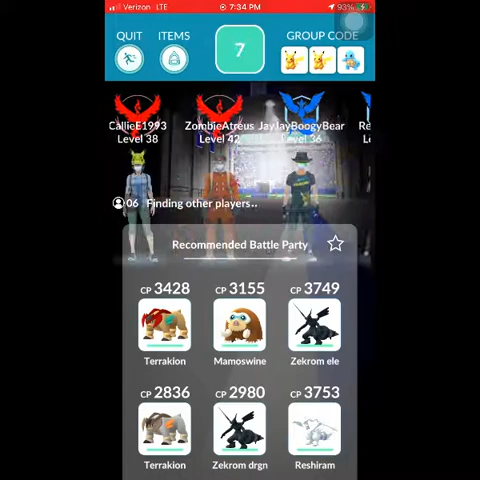 Verizon LTE 7:34 PM 93%
QUIT ITEMS 7 GROUP CODE
CallieE1993 ZombieAtreus JayJayBoogyBear Re
Level 38 Level 42 Level 36 L
06 Finding other players..
Recommended Battle Party
CP 3428 CP 3155 CP 3749
Terrakion Mamoswine Zekrom ele
CP 2836 CP 2980 CP 3753
Terrakion Zekrom drgn Reshiram